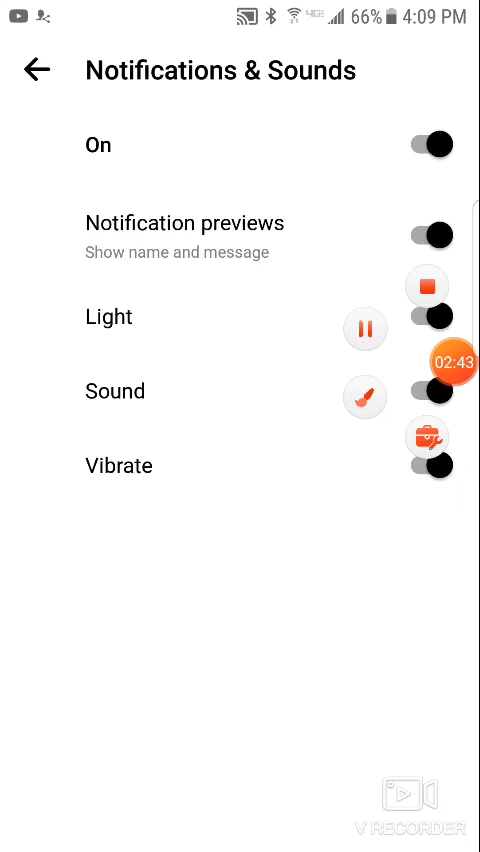 4G 66% 4:09 PM
Notifications & Sounds
On
Notification previews
Show name and message
Light
02:43
Sound
Vibrate
V RECORDER